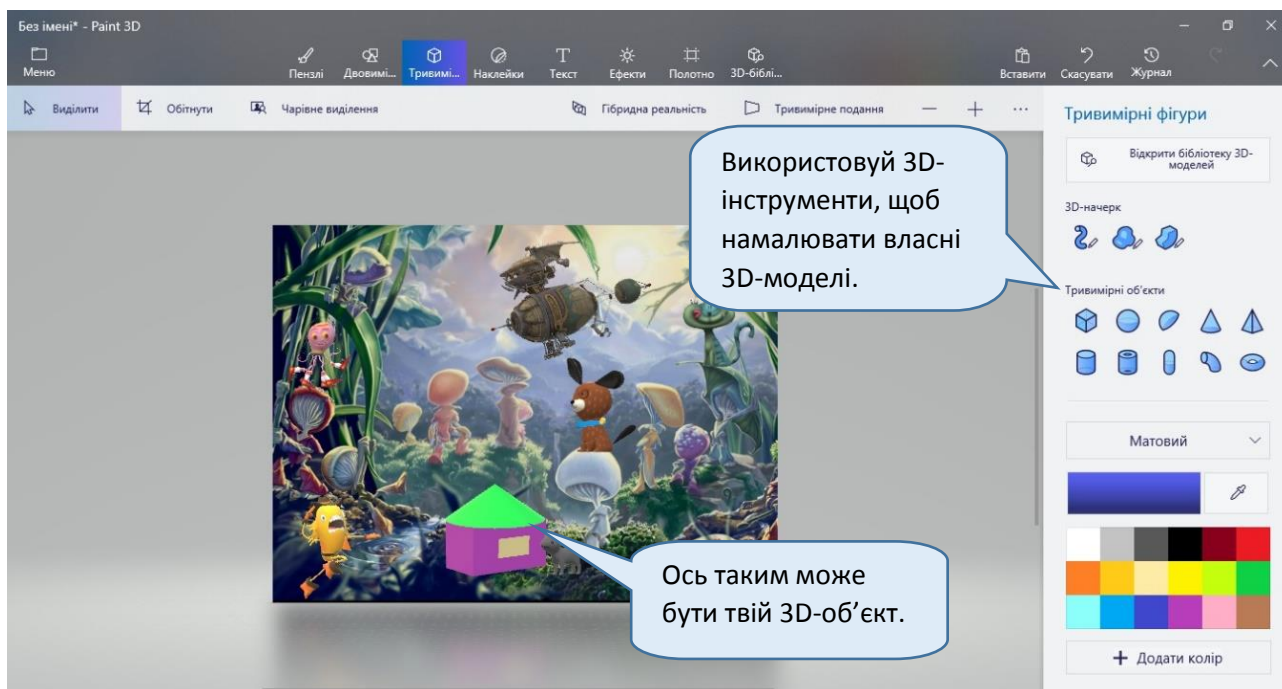 Без імені* - Paint 3D
Меню
Пензлі
Двовимі...
Тривимі...
Наклейки
Текст
Ефекти
Полотно
3D-біблі...
Вставити
Скасувати
Журнал
Виділити
Обітнути
Чарівне виділення
Гібридна реальність
Тривимірне подання
Тривимірні фігури
Відкрити бібліотеку 3D-
моделей
3D-начерк
Тривимірні об'єкти
Матовий
Додати колір
Використовуй 3D-
інструменти, щоб
намалювати власні
3D-моделі.
Ось таким може
бути твій 3D-об’єкт.